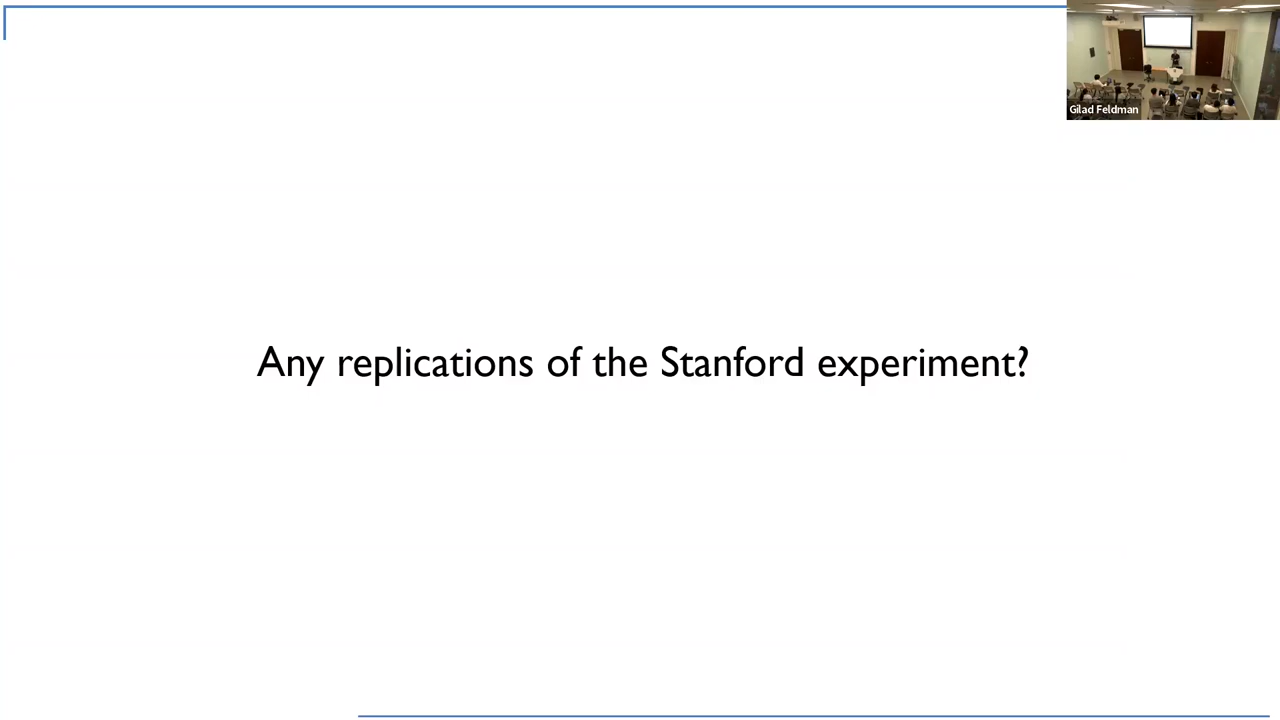 Gilad Feldman
Any replications of the Stanford experiment?